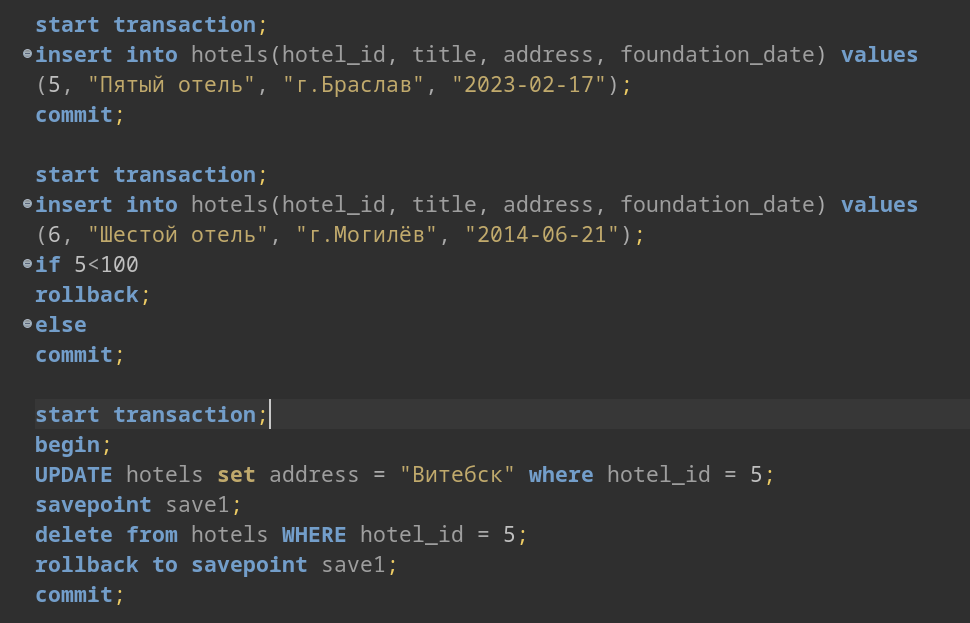 start transaction;
insert into hotels(hotel_id, title, address, foundation_date) values
(5, "Пятый отель", "г.Браслав", "2023-02-17");
commit;
start transaction;
insert into hotels(hotel_id, title, address, foundation_date) values
(6, "Шестой отель", "г.Могилёв", "2014-06-21");
if 5<100
rollback;
else
commit;
start transaction;
begin;
UPDATE hotels set address = "Витебск" where hotel_id = 5;
savepoint save1;
delete from hotels WHERE hotel_id = 5;
rollback to savepoint save1;
commit;